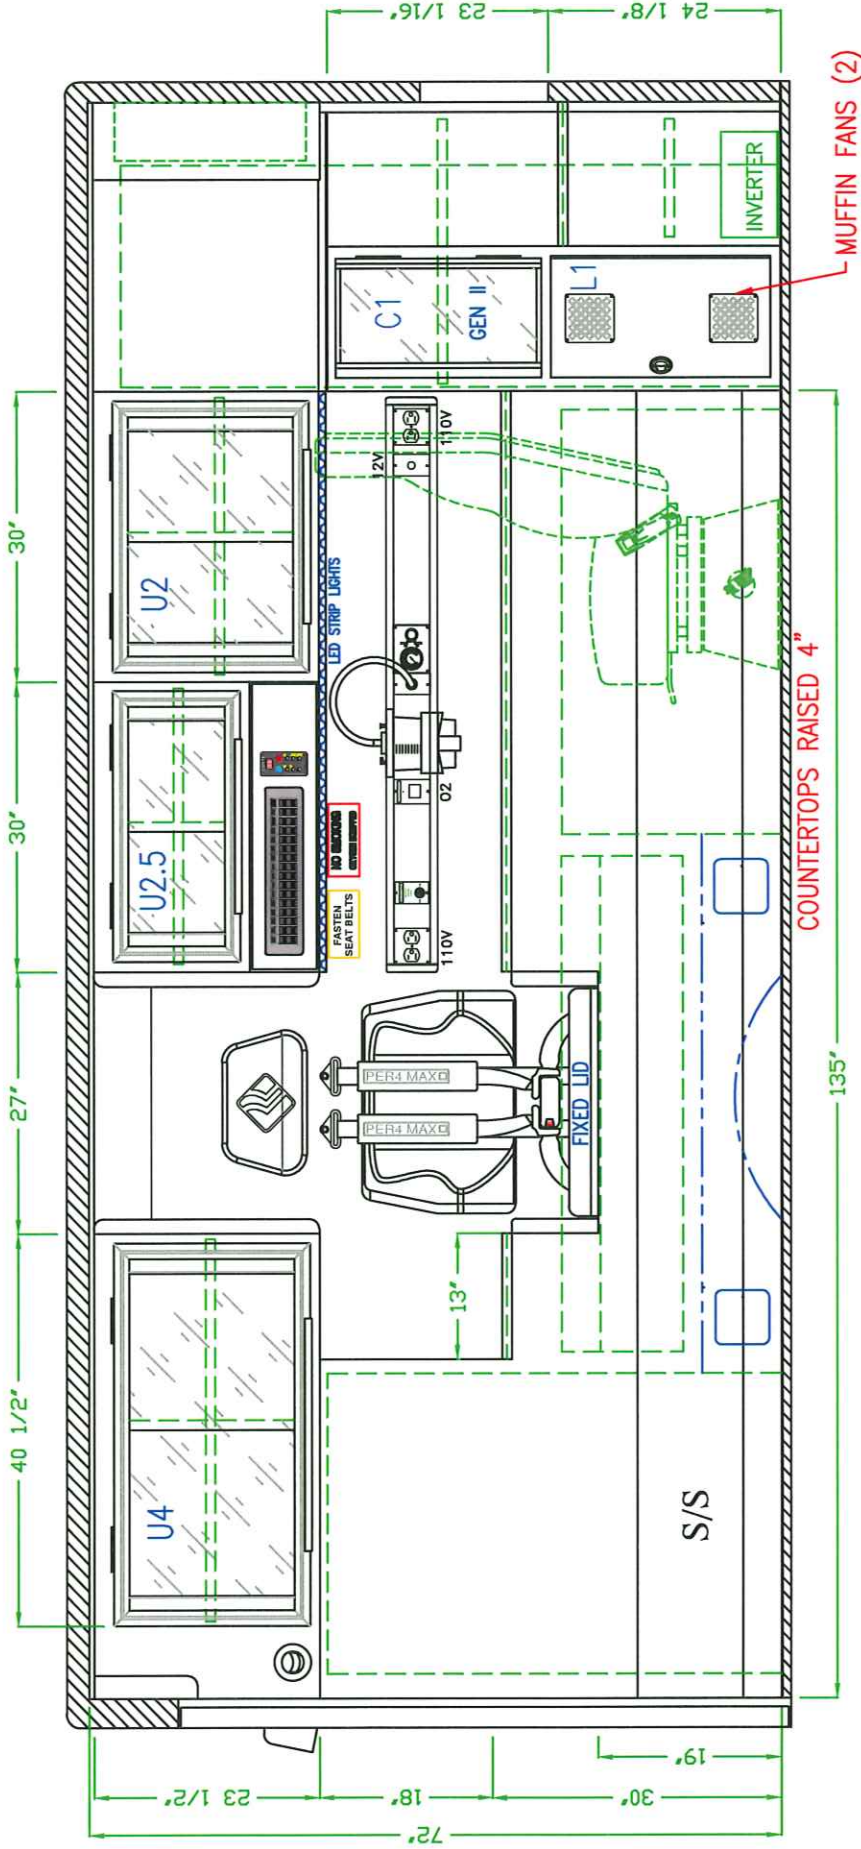 40 1/2"
27"
30"
30"
U4
U2.5
U2
C1
GEN II
L1
INVERTER
MUFFIN FANS (2)
FASTEN
SEAT BELTS
NO SMOKING
LED STRIP LIGHTS
110V
O2
12V
110V
PER4 MAX
PER4 MAX
FIXED LID
13"
S/S
COUNTERTOPS RAISED 4"
135"
72"
23 1/2"
18"
30"
19"
23 1/16"
24 1/8"